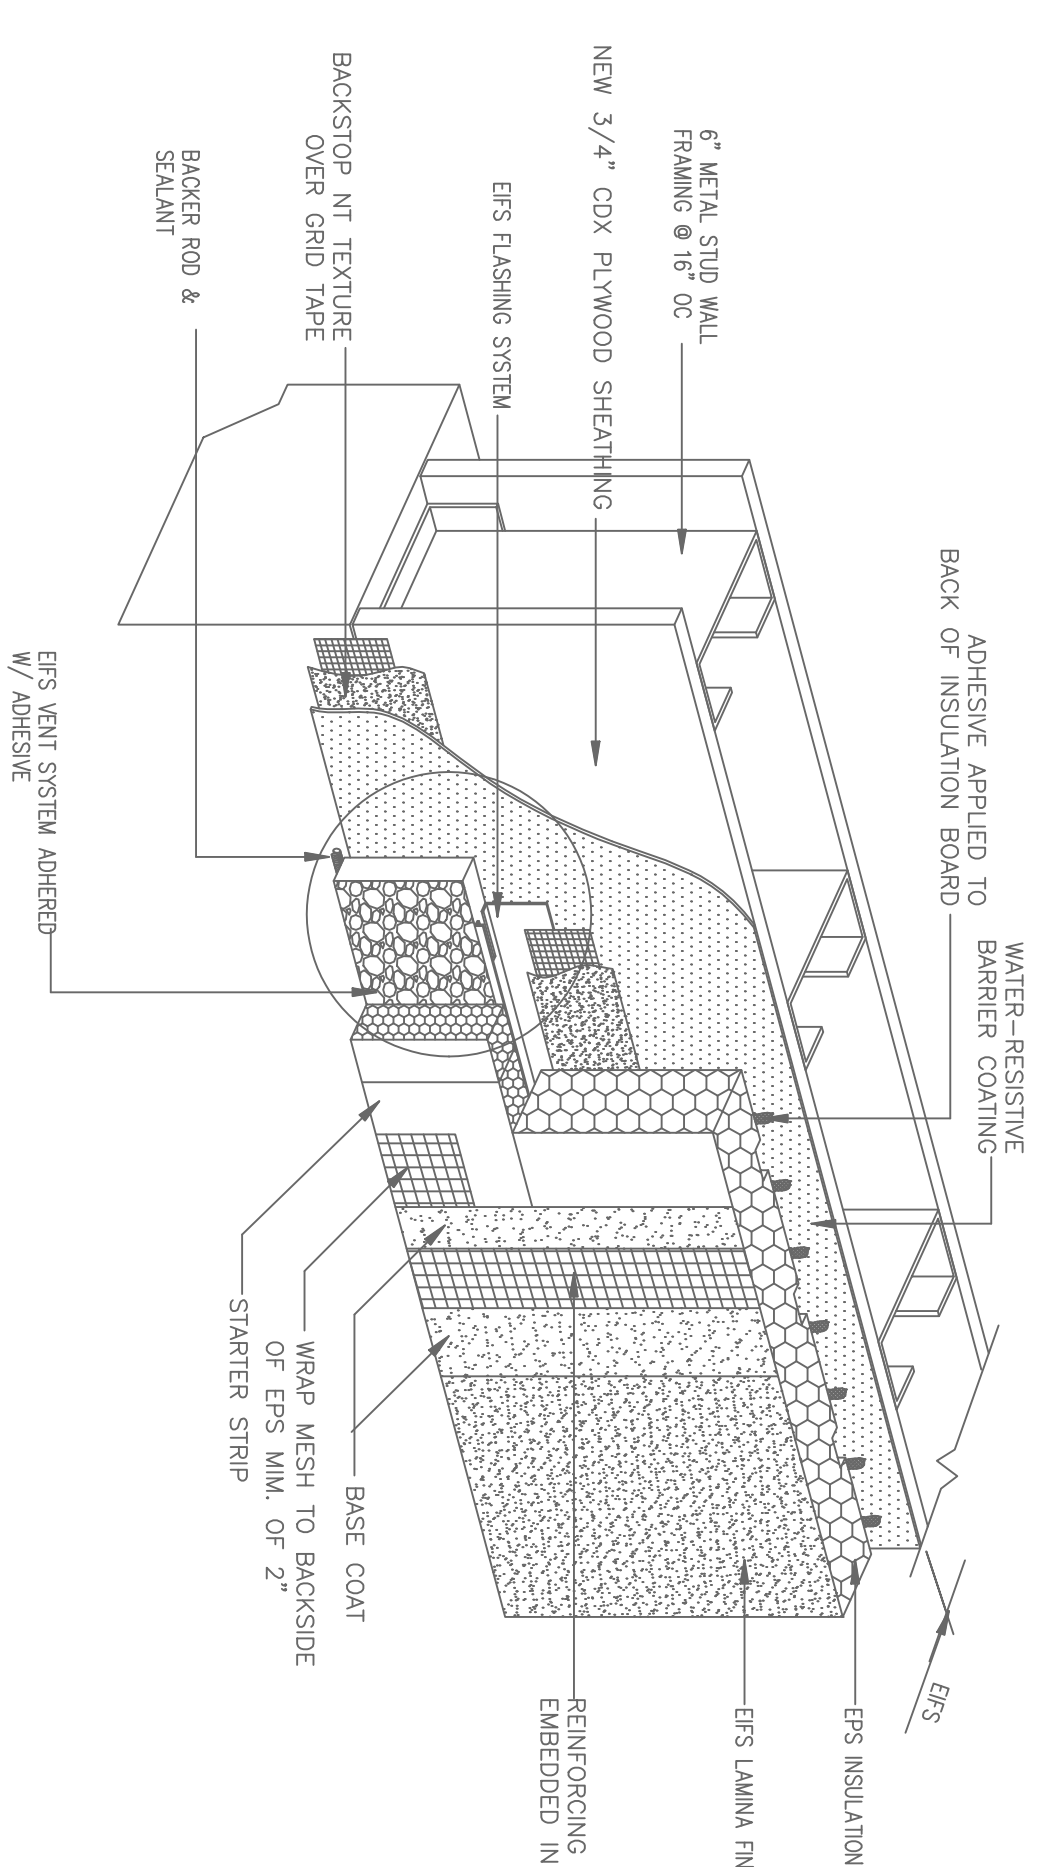 6" METAL STUD WALL
FRAMING @ 16" OC
NEW 3/4" CDX PLYWOOD SHEATHING
EIFS FLASHING SYSTEM
BACKSTOP NT TEXTURE
OVER GRID TAPE
BACKER ROD &
SEALANT
ADHESIVE APPLIED TO
BACK OF INSULATION BOARD
WATER-RESISTIVE
BARRIER COATING
EIFS VENT SYSTEM ADHERED
W/ ADHESIVE
STARTER STRIP
WRAP MESH TO BACKSIDE
OF EPS MIM. OF 2"
BASE COAT
EIFS
EPS INSULATION
EIFS LAMINA FIN
REINFORCING
EMBEDDED IN